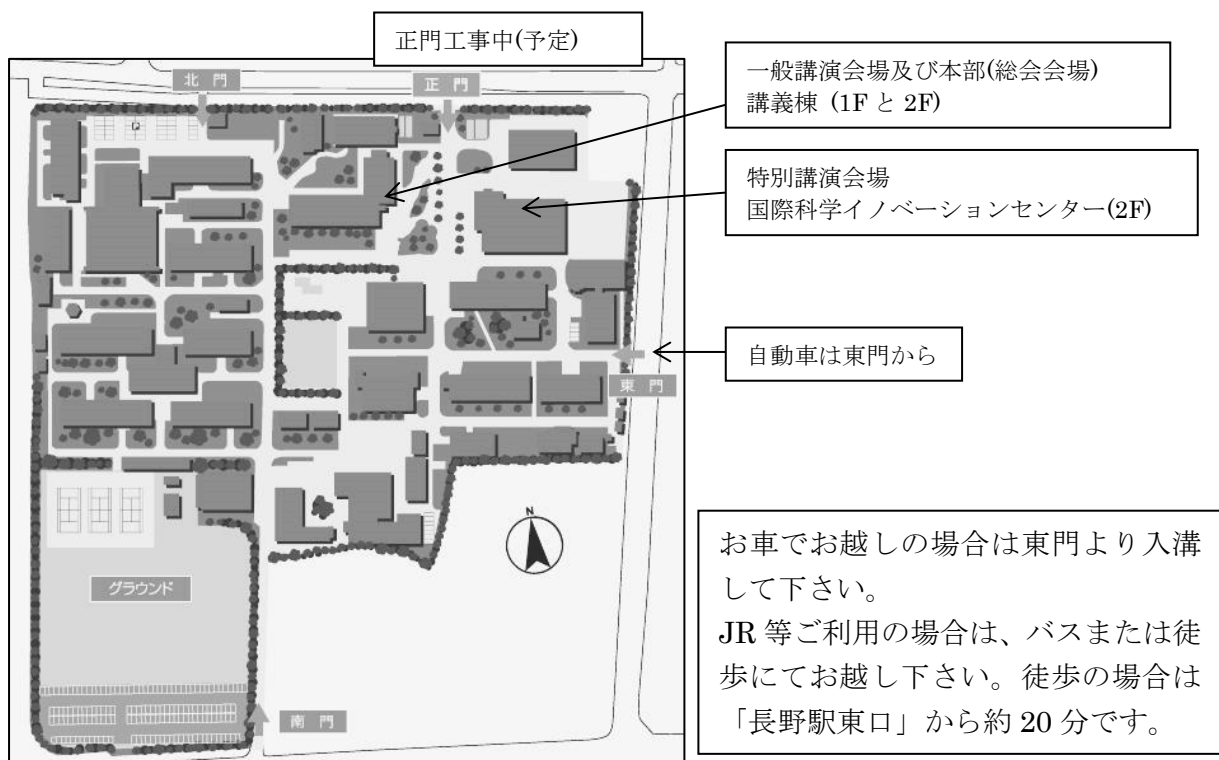 正門工事中(予定)
一般講演会場及び本部(総会会場)
講義棟 (1F と 2F)
北 門
正 門
特別講演会場
国際科学イノベーションセンター(2F)
自動車は東門から
東 門
N
お車でお越しの場合は東門より入溝
して下さい。
JR 等ご利用の場合は、バスまたは徒
歩にてお越し下さい。徒歩の場合は
「長野駅東口」から約 20 分です。
グラウンド
南 門